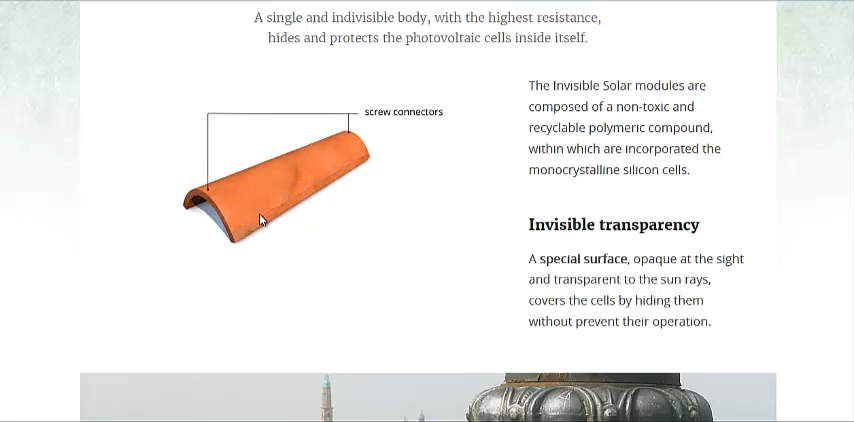 A single and indivisible body, with the highest resistance,
hides and protects the photovoltaic cells inside itself.
screw connectors
The Invisible Solar modules are
composed of a non-toxic and
recyclable polymeric compound,
within which are incorporated the
monocrystalline silicon cells.
Invisible transparency
A special surface, opaque at the sight
and transparent to the sun rays,
covers the cells by hiding them
without prevent their operation.